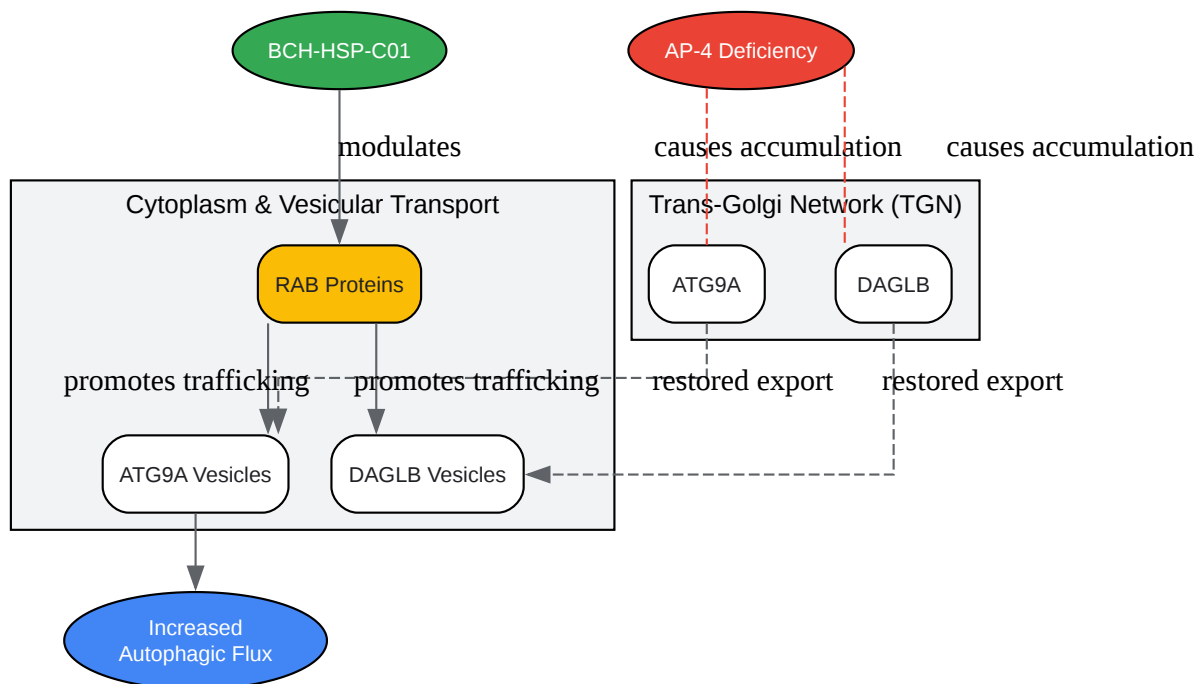 BCH-HSP-C01
AP-4 Deficiency
modulates
causes accumulation
causes accumulation
Cytoplasm & Vesicular Transport
Trans-Golgi Network (TGN)
RAB Proteins
ATG9A
DAGLB
promotes trafficking
promotes trafficking
restored export
restored export
ATG9A Vesicles
DAGLB Vesicles
Increased
Autophagic Flux